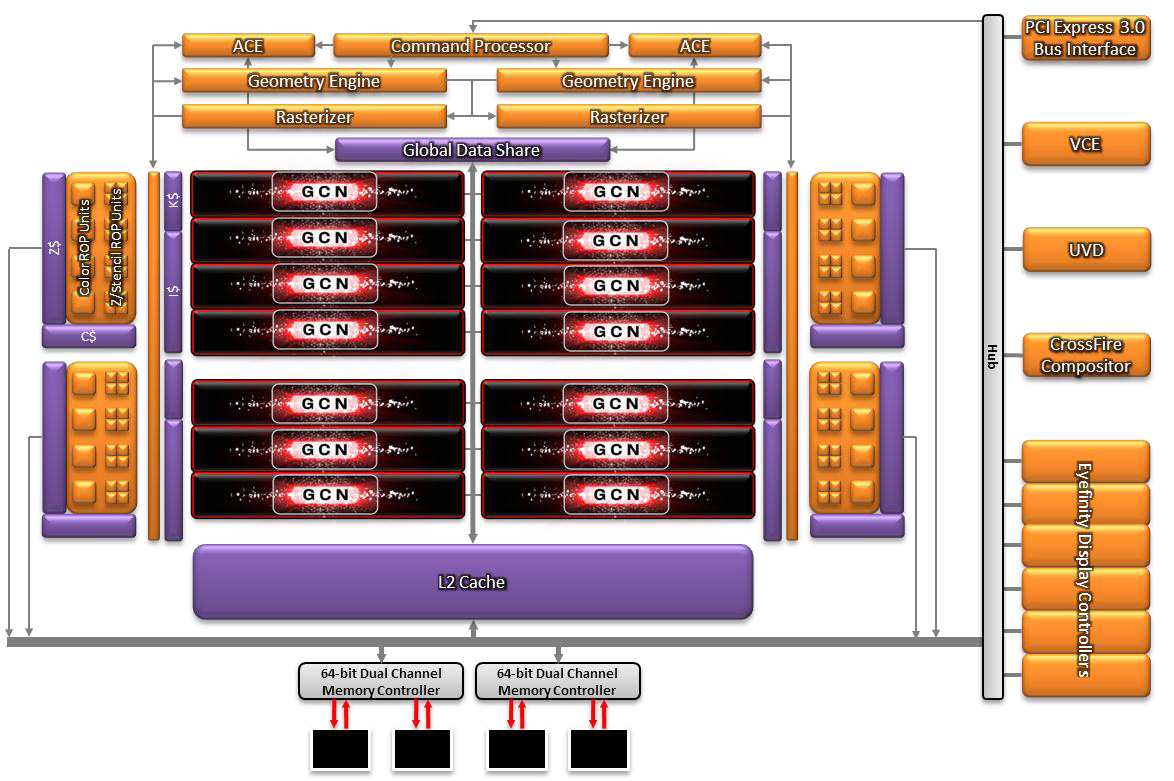 PCI Express 3.0
Bus Interface
ACE
Command Processor
ACE
Geometry Engine
Geometry Engine
Rasterizer
Rasterizer
Global Data Share
VCE
Z$
Color ROP Units
Z/Stencil ROP Units
C$
K$
I$
GCN
GCN
GCN
GCN
GCN
GCN
GCN
GCN
GCN
GCN
GCN
GCN
GCN
GCN
UVD
Hub
CrossFire
Compositor
Eyefinity Display Controllers
L2 Cache
64-bit Dual Channel
Memory Controller
64-bit Dual Channel
Memory Controller